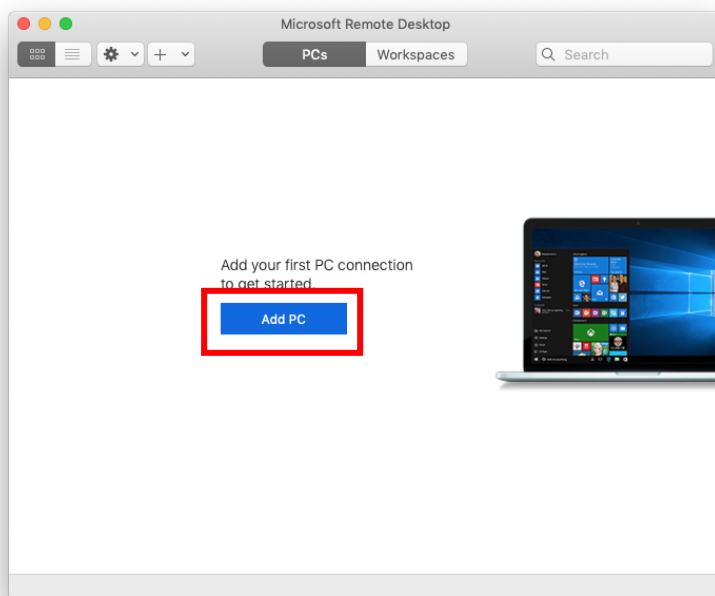 Microsoft Remote Desktop
PCs
Workspaces
Search
Add your first PC connection
to get started.
Add PC